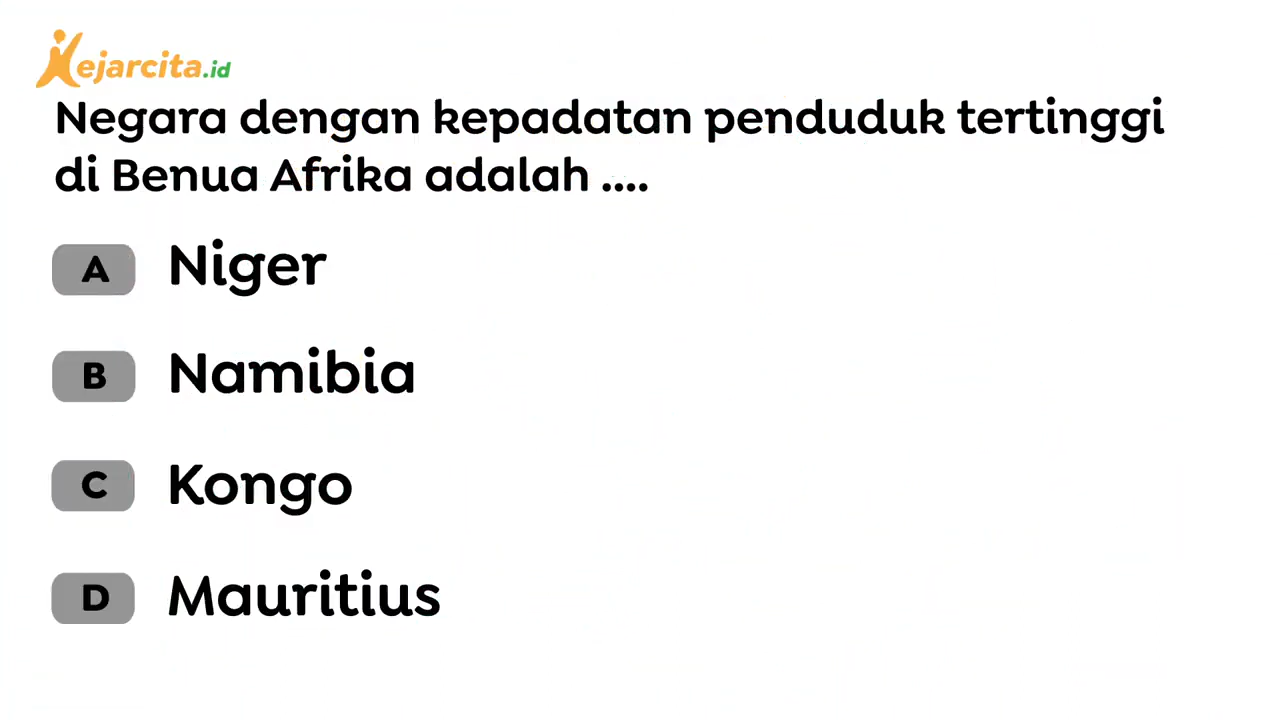 Kejarcita.id
Negara dengan kepadatan penduduk tertinggi
di Benua Afrika adalah ....
A Niger
B Namibia
C Kongo
D Mauritius